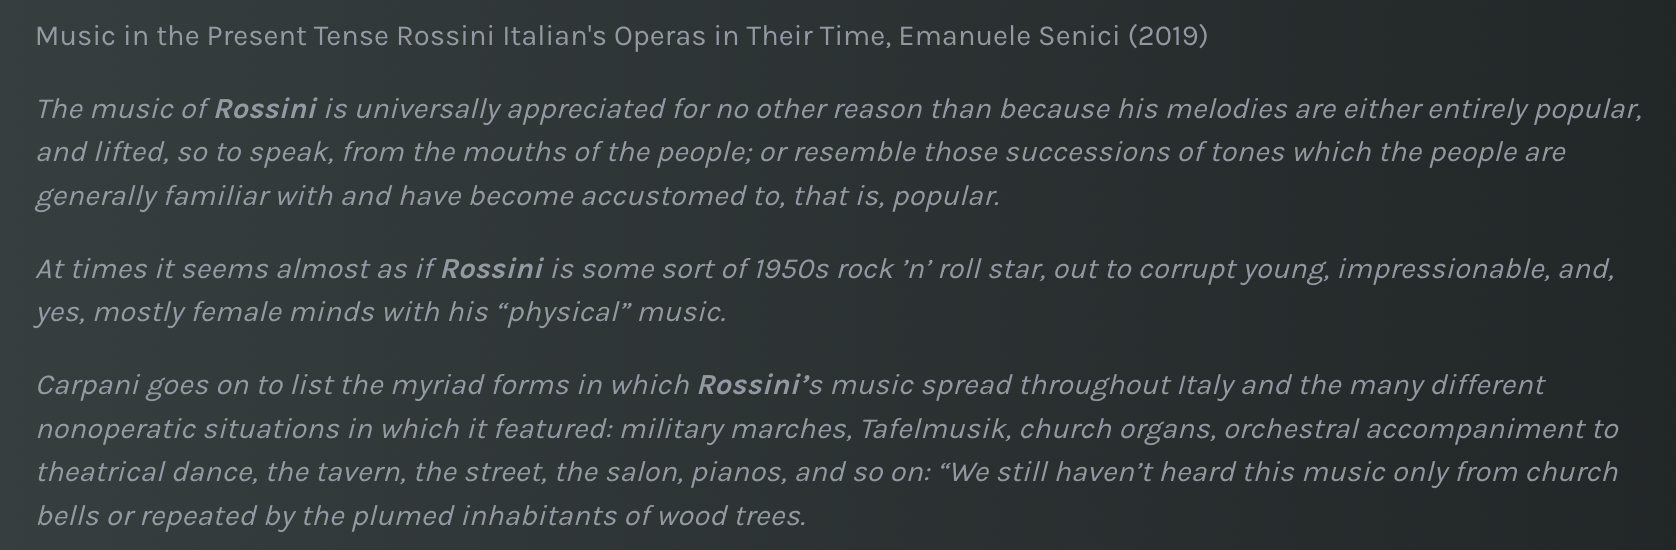 Music in the Present Tense Rossini Italian's Operas in Their Time, Emanuele Senici (2019)
The music of Rossini is universally appreciated for no other reason than because his melodies are either entirely popular,
and lifted, so to speak, from the mouths of the people; or resemble those successions of tones which the people are
generally familiar with and have become accustomed to, that is, popular.
At times it seems almost as if Rossini is some sort of 1950s rock ’n’ roll star, out to corrupt young, impressionable, and,
yes, mostly female minds with his “physical” music.
Carpani goes on to list the myriad forms in which Rossini’s music spread throughout Italy and the many different
nonoperatic situations in which it featured: military marches, Tafelmusik, church organs, orchestral accompaniment to
theatrical dance, the tavern, the street, the salon, pianos, and so on: “We still haven’t heard this music only from church
bells or repeated by the plumed inhabitants of wood trees.